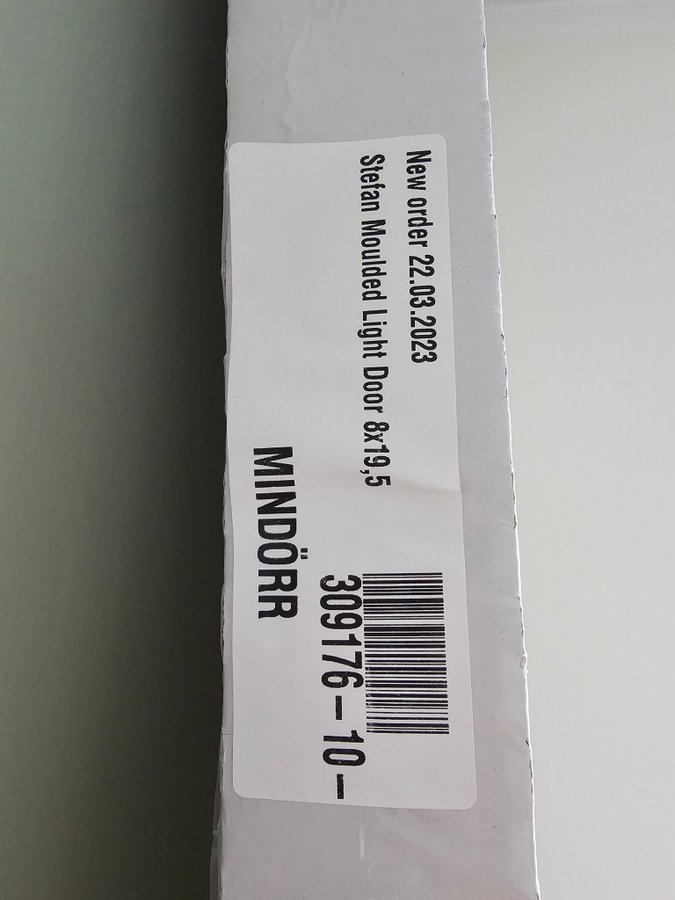 New order 22.03.2023
Stefan Moulded Light Door 8x19,5
309176-10-
MINDÖRR